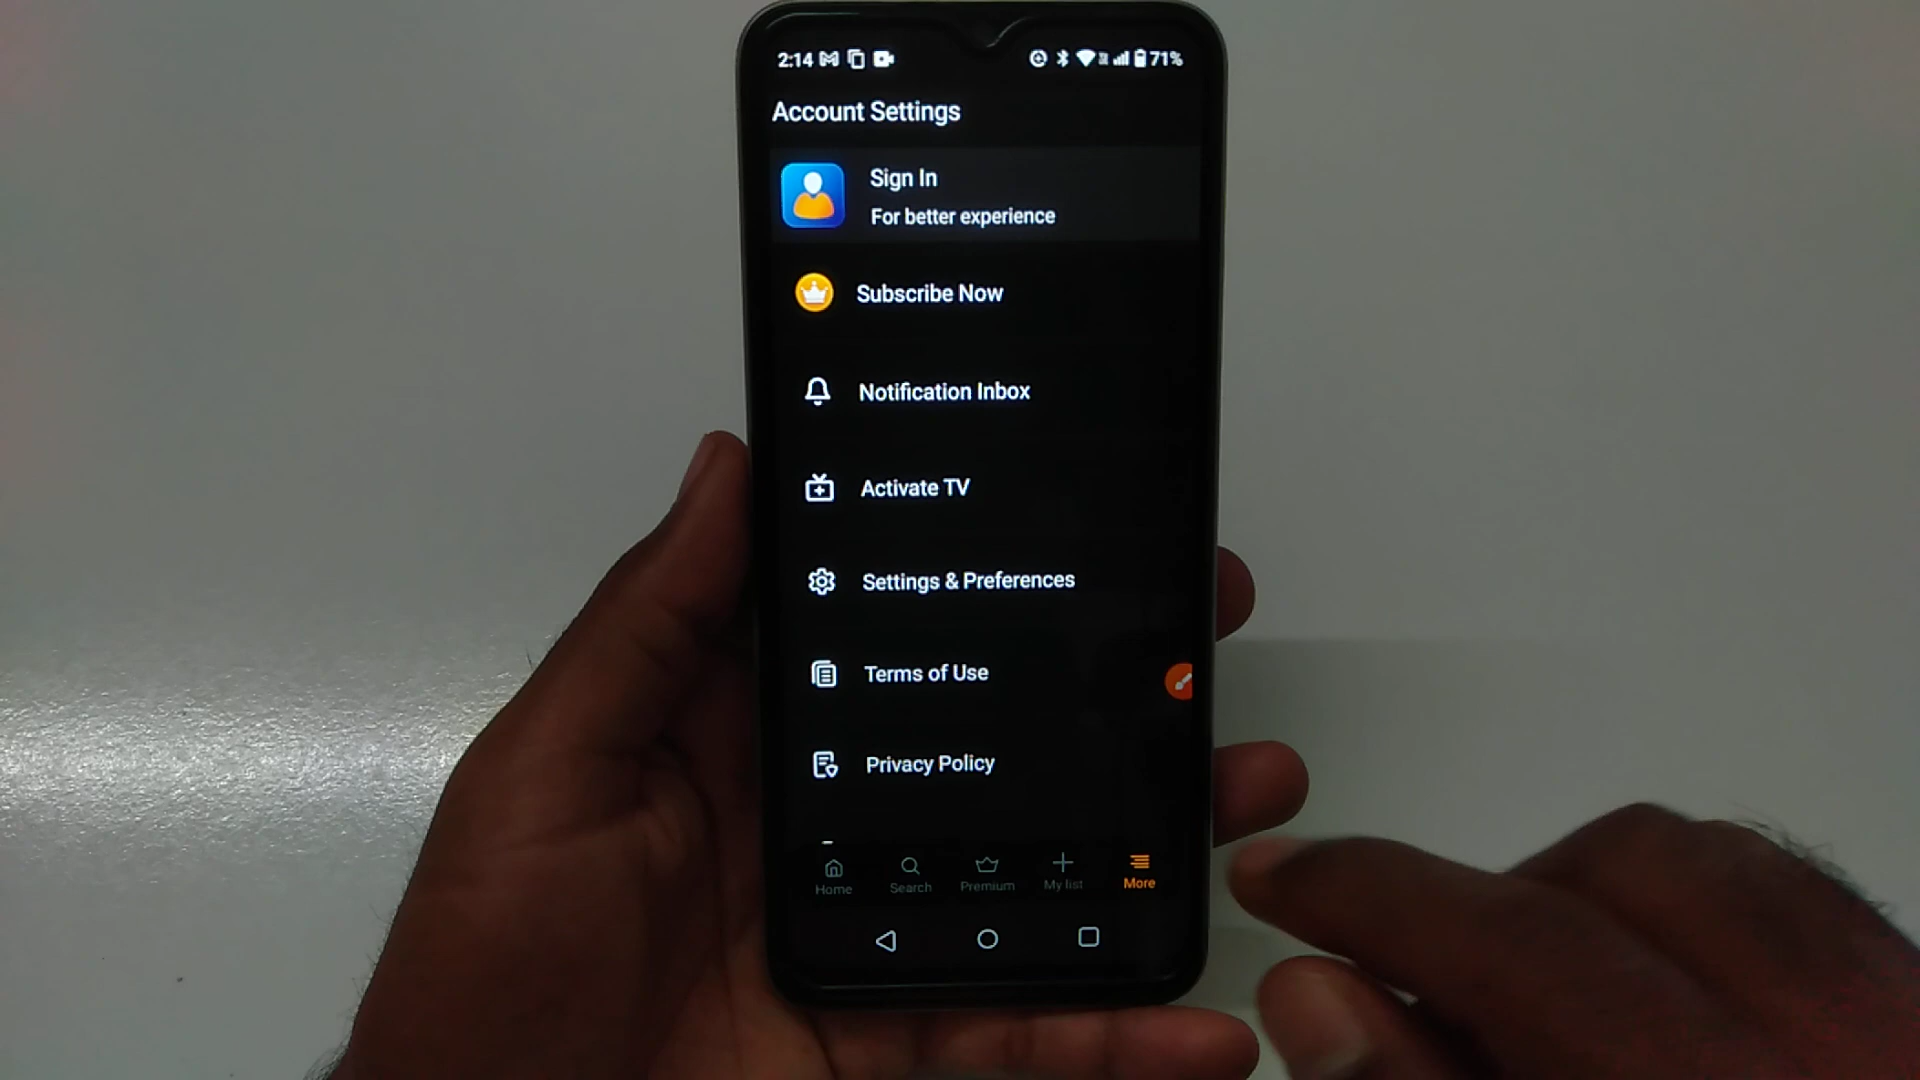 2:14 71%
Account Settings
Sign In
For better experience
Subscribe Now
Notification Inbox
Activate TV
Settings & Preferences
Terms of Use
Privacy Policy
Home Search Premium My list More